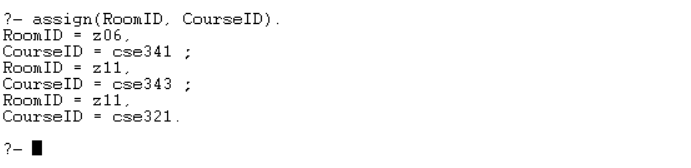 ?- assign(RoomID, CourseID).
RoomID = z06,
CourseID = cse341 ;
RoomID = z11,
CourseID = cse343 ;
RoomID = z11,
CourseID = cse321.
?-